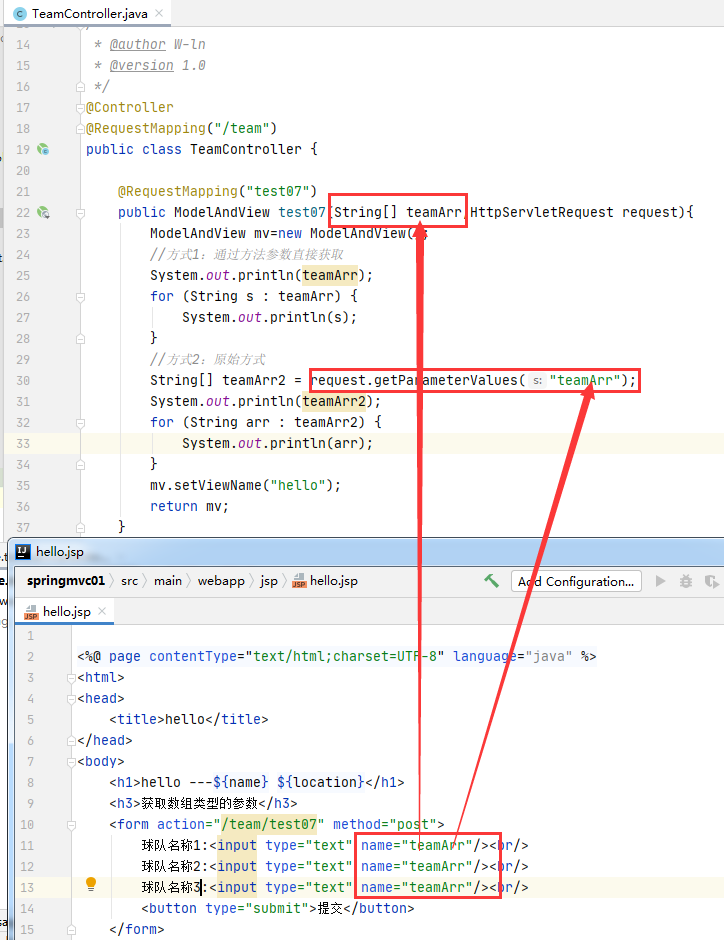 TeamController.java
14 * @author W-ln
15 * @version 1.0
16 */
17 @Controller
18 @RequestMapping("/team")
19 public class TeamController {
20
21 @RequestMapping("test07")
22 public ModelAndView test07(String[] teamArr,HttpServletRequest request){
23 ModelAndView mv=new ModelAndView();
24 //方式1：通过方法参数直接获取
25 System.out.println(teamArr);
26 for (String s : teamArr) {
27 System.out.println(s);
28 }
29 //方式2：原始方式
30 String[] teamArr2 = request.getParameterValues( s: "teamArr");
31 System.out.println(teamArr2);
32 for (String arr : teamArr2) {
33 System.out.println(arr);
34 }
35 mv.setViewName("hello");
36 return mv;
37 }
hello.jsp
springmvc01 src main webapp jsp hello.jsp Add Configuration...
hello.jsp
1
2 <%@ page contentType="text/html;charset=UTF-8" language="java" %>
3 <html>
4 <head>
5 <title>hello</title>
6 </head>
7 <body>
8 <h1>hello ---${name} ${location}</h1>
9 <h3>获取数组类型的参数</h3>
10 <form action="/team/test07" method="post">
11 球队名称1:<input type="text" name="teamArr"/><br/>
12 球队名称2:<input type="text" name="teamArr"/><br/>
13 球队名称3:<input type="text" name="teamArr"/><br/>
14 <button type="submit">提交</button>
15 </form>